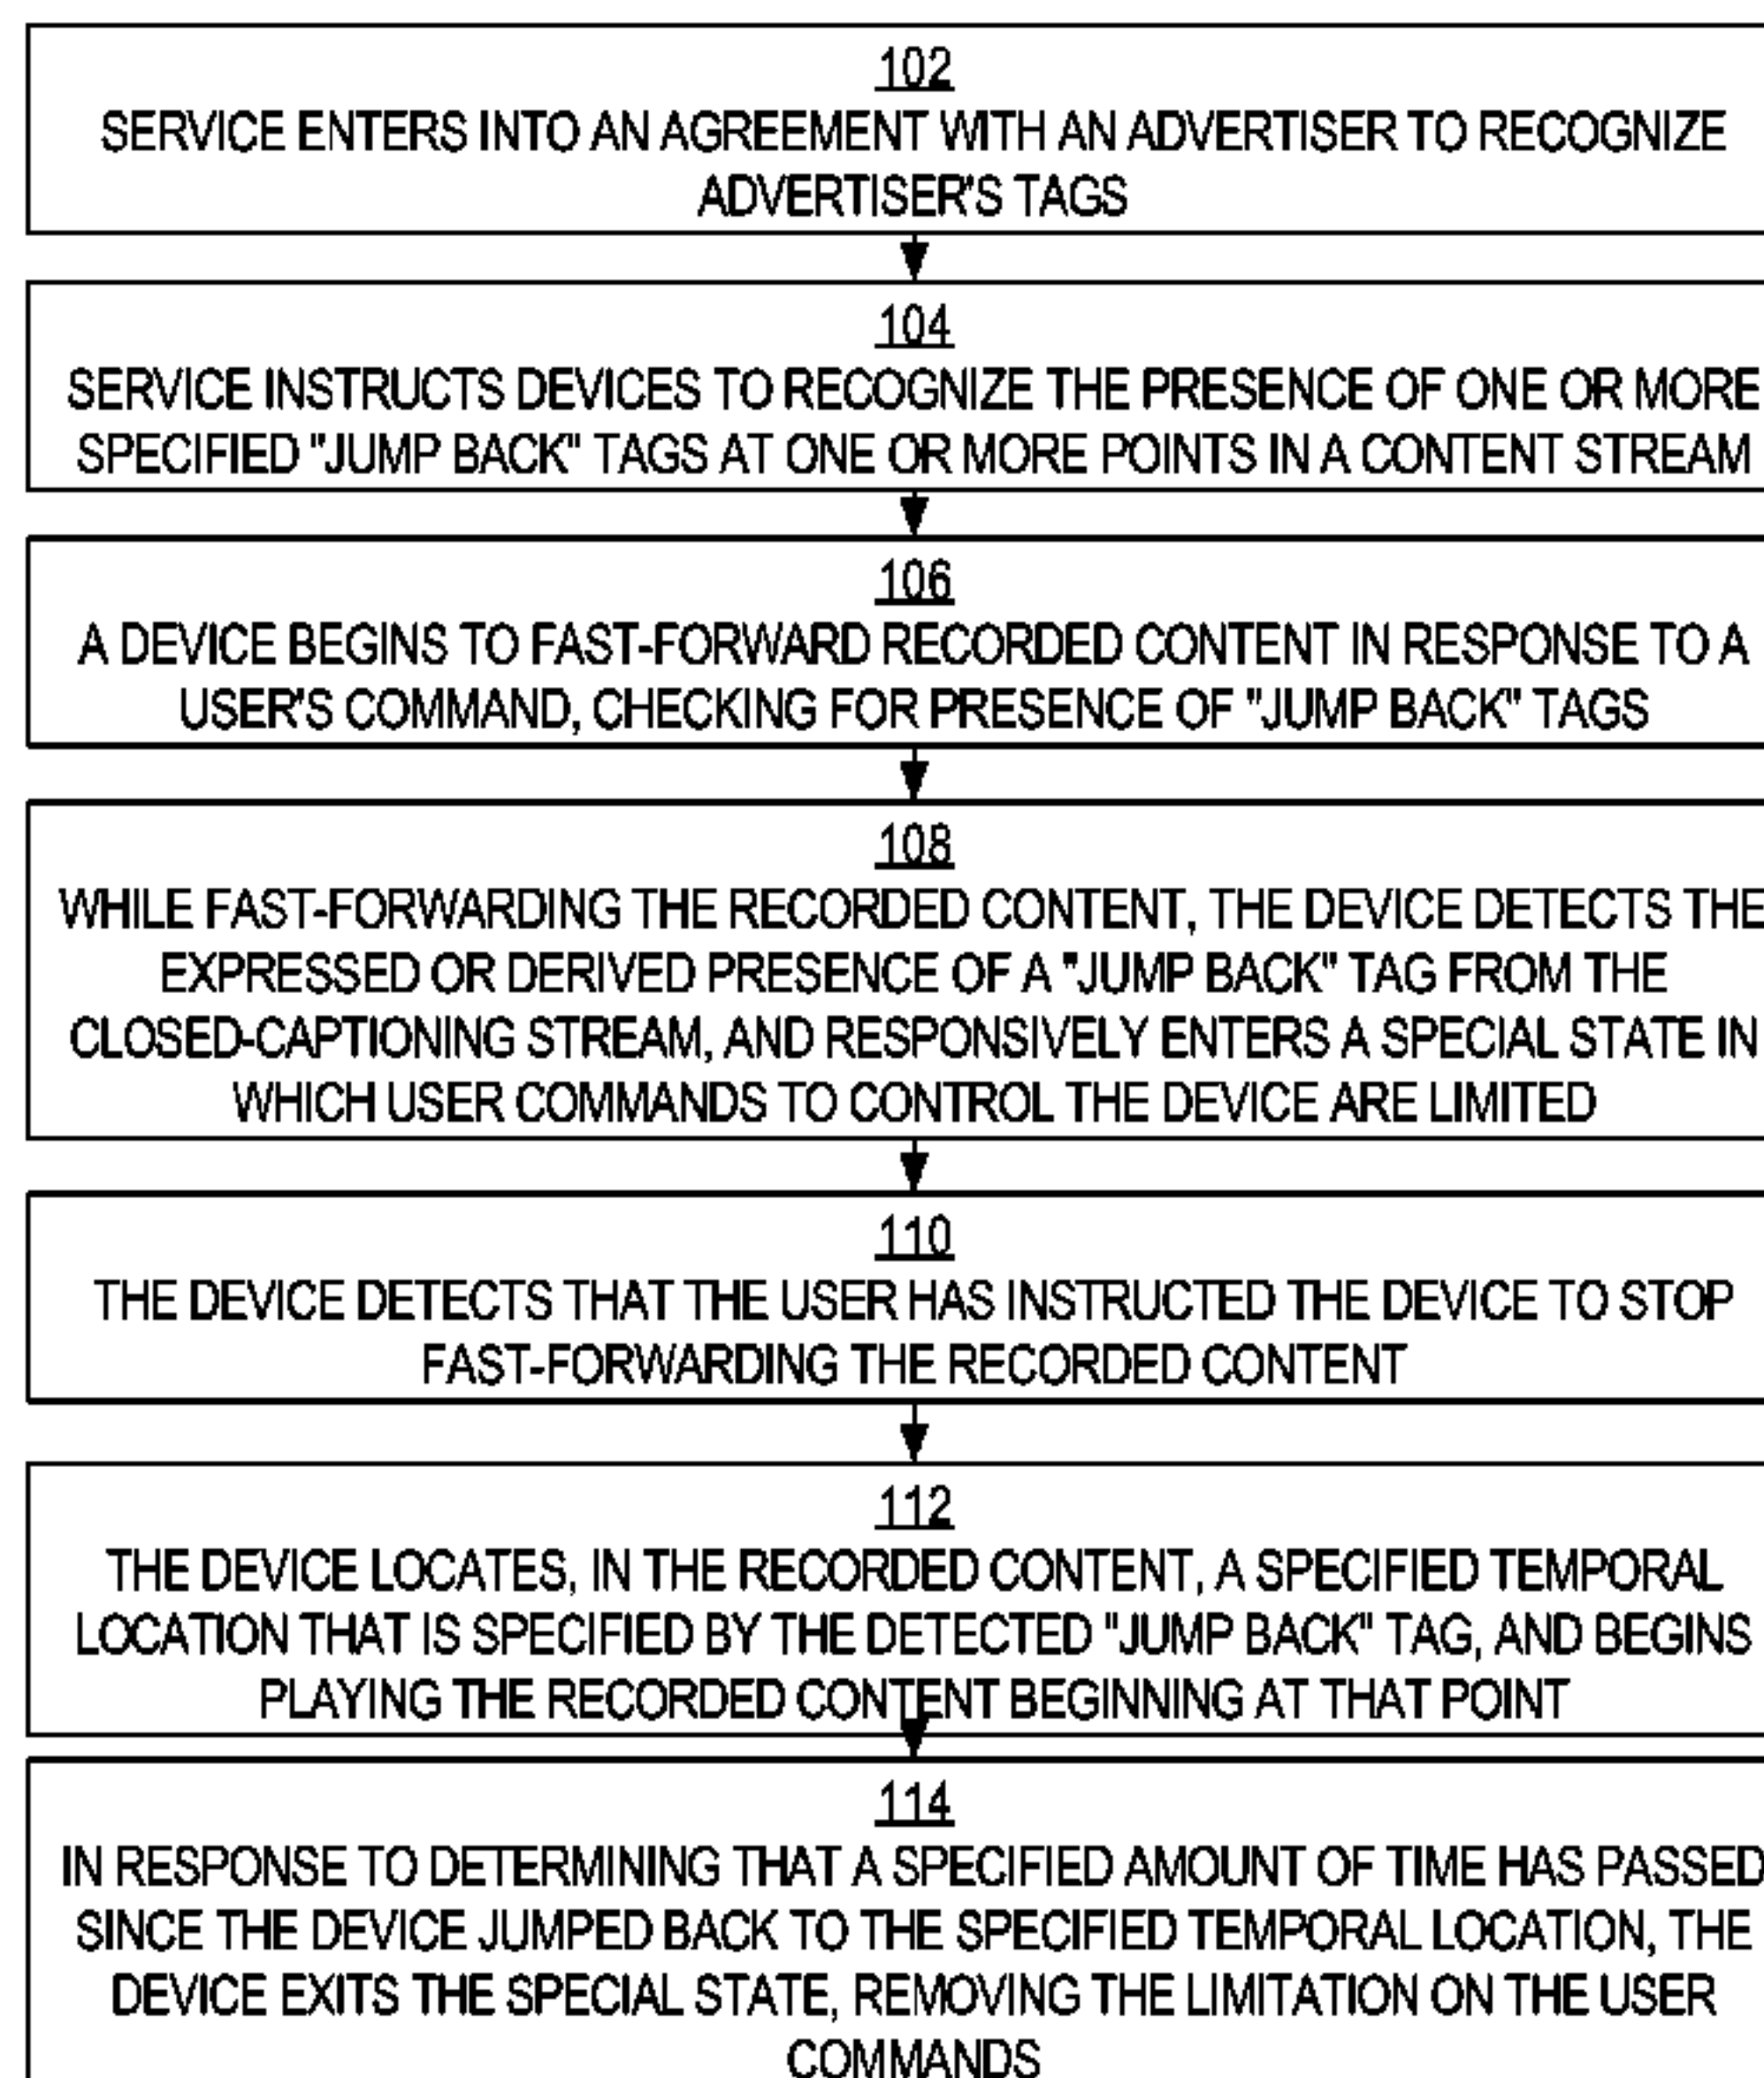 102
SERVICE ENTERS INTO AN AGREEMENT WITH AN ADVERTISER TO RECOGNIZE
ADVERTISER'S TAGS
104
SERVICE INSTRUCTS DEVICES TO RECOGNIZE THE PRESENCE OF ONE OR MORE
SPECIFIED "JUMP BACK" TAGS AT ONE OR MORE POINTS IN A CONTENT STREAM
106
A DEVICE BEGINS TO FAST-FORWARD RECORDED CONTENT IN RESPONSE TO A
USER'S COMMAND, CHECKING FOR PRESENCE OF "JUMP BACK" TAGS
108
WHILE FAST-FORWARDING THE RECORDED CONTENT, THE DEVICE DETECTS THE
EXPRESSED OR DERIVED PRESENCE OF A "JUMP BACK" TAG FROM THE
CLOSED-CAPTIONING STREAM, AND RESPONSIVELY ENTERS A SPECIAL STATE IN
WHICH USER COMMANDS TO CONTROL THE DEVICE ARE LIMITED
110
THE DEVICE DETECTS THAT THE USER HAS INSTRUCTED THE DEVICE TO STOP
FAST-FORWARDING THE RECORDED CONTENT
112
THE DEVICE LOCATES, IN THE RECORDED CONTENT, A SPECIFIED TEMPORAL
LOCATION THAT IS SPECIFIED BY THE DETECTED "JUMP BACK" TAG, AND BEGINS
PLAYING THE RECORDED CONTENT BEGINNING AT THAT POINT
114
IN RESPONSE TO DETERMINING THAT A SPECIFIED AMOUNT OF TIME HAS PASSED
SINCE THE DEVICE JUMPED BACK TO THE SPECIFIED TEMPORAL LOCATION, THE
DEVICE EXITS THE SPECIAL STATE, REMOVING THE LIMITATION ON THE USER
COMMANDS